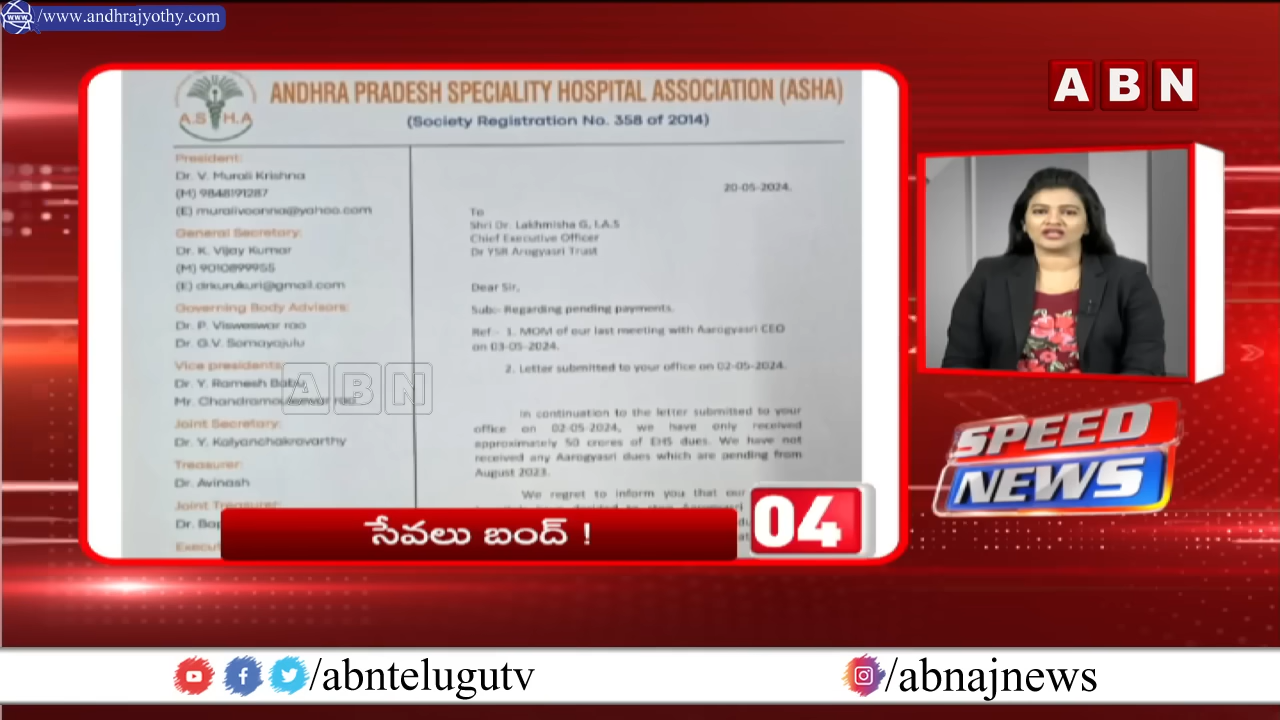 /www.andhrajyothy.com
ABN
ANDHRA PRADESH SPECIALITY HOSPITAL ASSOCIATION (ASHA)
(Society Registration No. 358 of 2014)
A.S.H.A
President:
Dr. V. Murali Krishna
(M) 9848191287
(E) muralivoonna@yahoo.com
General Secretary:
Dr. K. Vijay Kumar
(M) 9010899955
(E) drkurukuri@gmail.com
Governing Body Advisors:
Dr. P. Visweswar rao
Dr. G.V. Somayajulu
Vice presidents:
Dr. Y. Ramesh Babu
Mr. Chandramouleswar rao
Joint Secretary:
Dr. Y. Kalyanchakravarthy
Treasurer:
Dr. Avinash
Joint Treasurer:
Dr.
20-05-2024.
To
Shri Dr. Lakhmisha G, I.A.S
Chief Executive Officer
Dr YSR Arogyasri Trust
Dear Sir,
Sub:- Regarding pending payments.
Ref:- 1. MOM of our last meeting with Aarogyasri CEO
on 03-05-2024.
2. Letter submitted to your office on 02-05-2024.
In continuation to the letter submitted to your
office on 02-05-2024, we have only received
approximately 50 crores of EHS dues. We have not
received any Aarogyasri dues which are pending from
August 2023.
We regret to inform you that our
ABN
సేవలు బంద్ !
04
SPEED
NEWS
/abntelugutv
/abnajnews